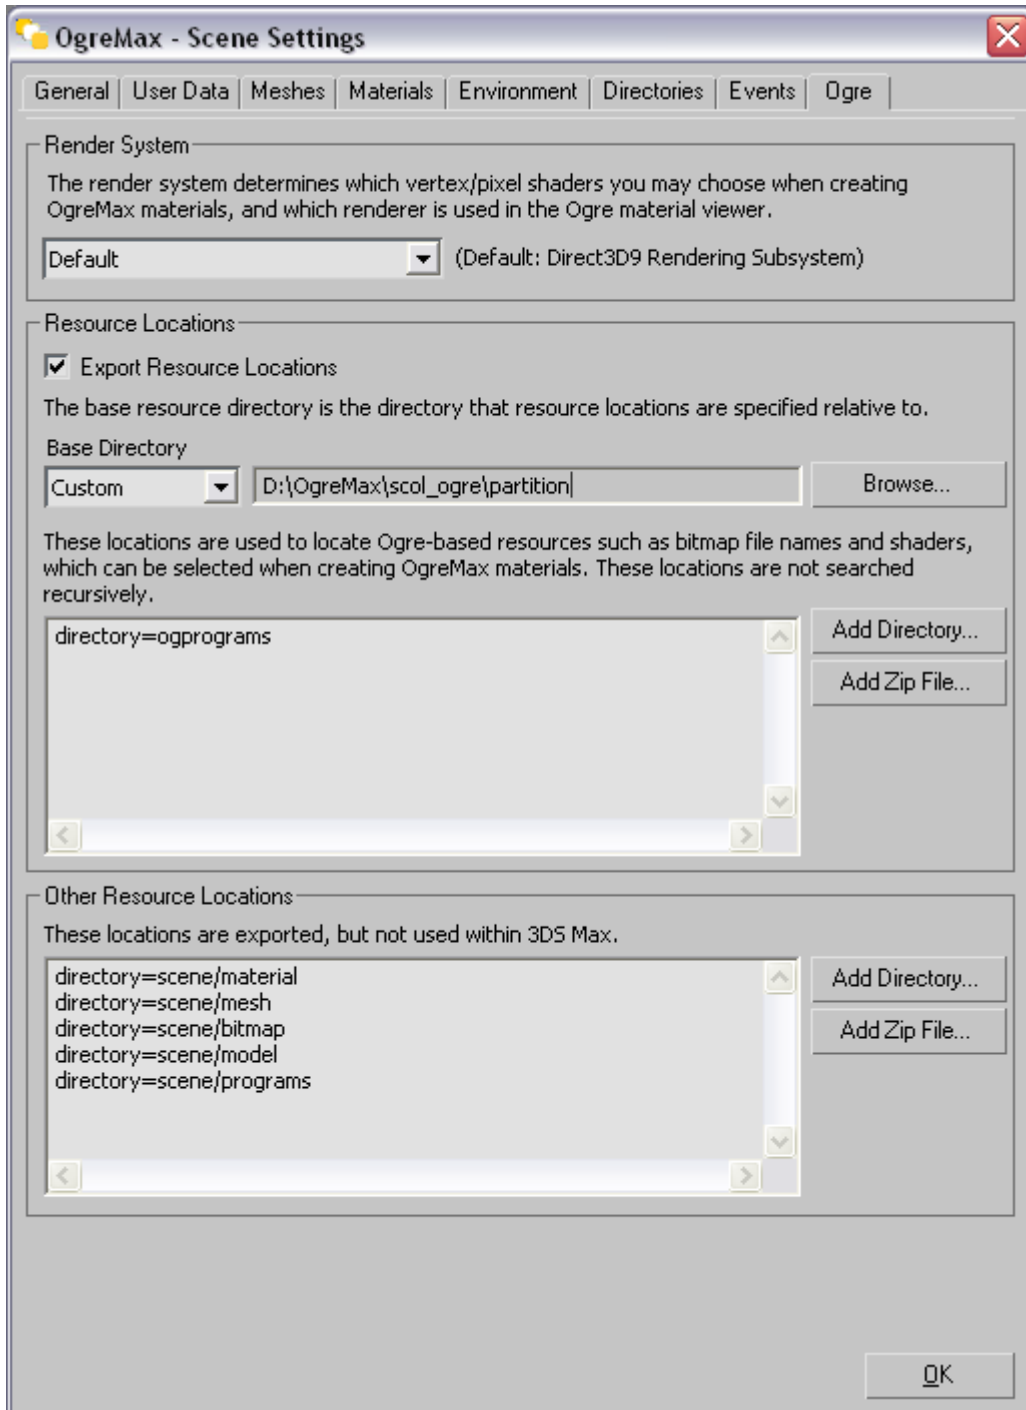 OgreMax - Scene Settings
General User Data Meshes Materials Environment Directories Events Ogre
Render System
The render system determines which vertex/pixel shaders you may choose when creating
OgreMax materials, and which renderer is used in the Ogre material viewer.
Default (Default: Direct3D9 Rendering Subsystem)
Resource Locations
Export Resource Locations
The base resource directory is the directory that resource locations are specified relative to.
Base Directory
Custom D:\OgreMax\scol_ogre\partition Browse...
These locations are used to locate Ogre-based resources such as bitmap file names and shaders,
which can be selected when creating OgreMax materials. These locations are not searched
recursively.
directory=ogprograms
Add Directory...
Add Zip File...
Other Resource Locations
These locations are exported, but not used within 3DS Max.
directory=scene/material
directory=scene/mesh
directory=scene/bitmap
directory=scene/model
directory=scene/programs
Add Directory...
Add Zip File...
OK